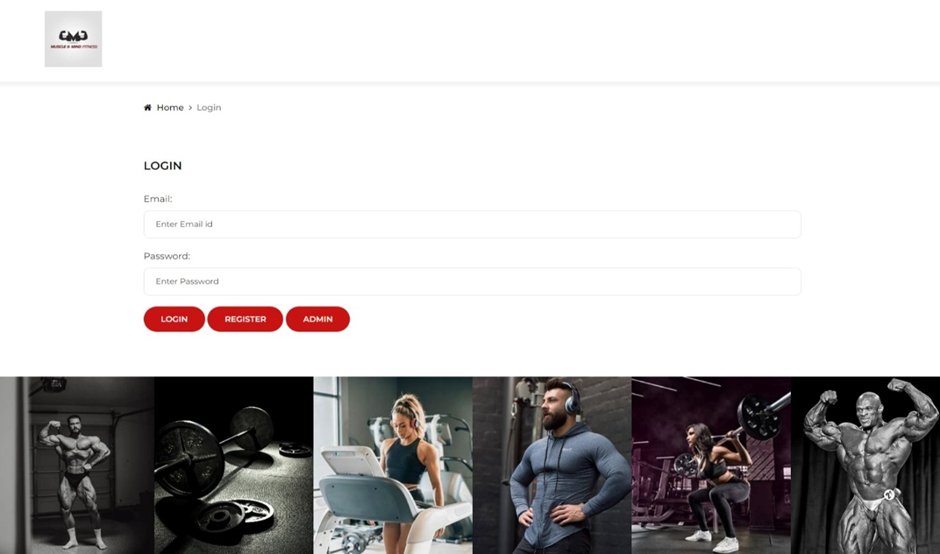 MUSCLE & MIND FITNESS
Home > Login
LOGIN
Email:
Enter Email id
Password:
Enter Password
LOGIN REGISTER ADMIN